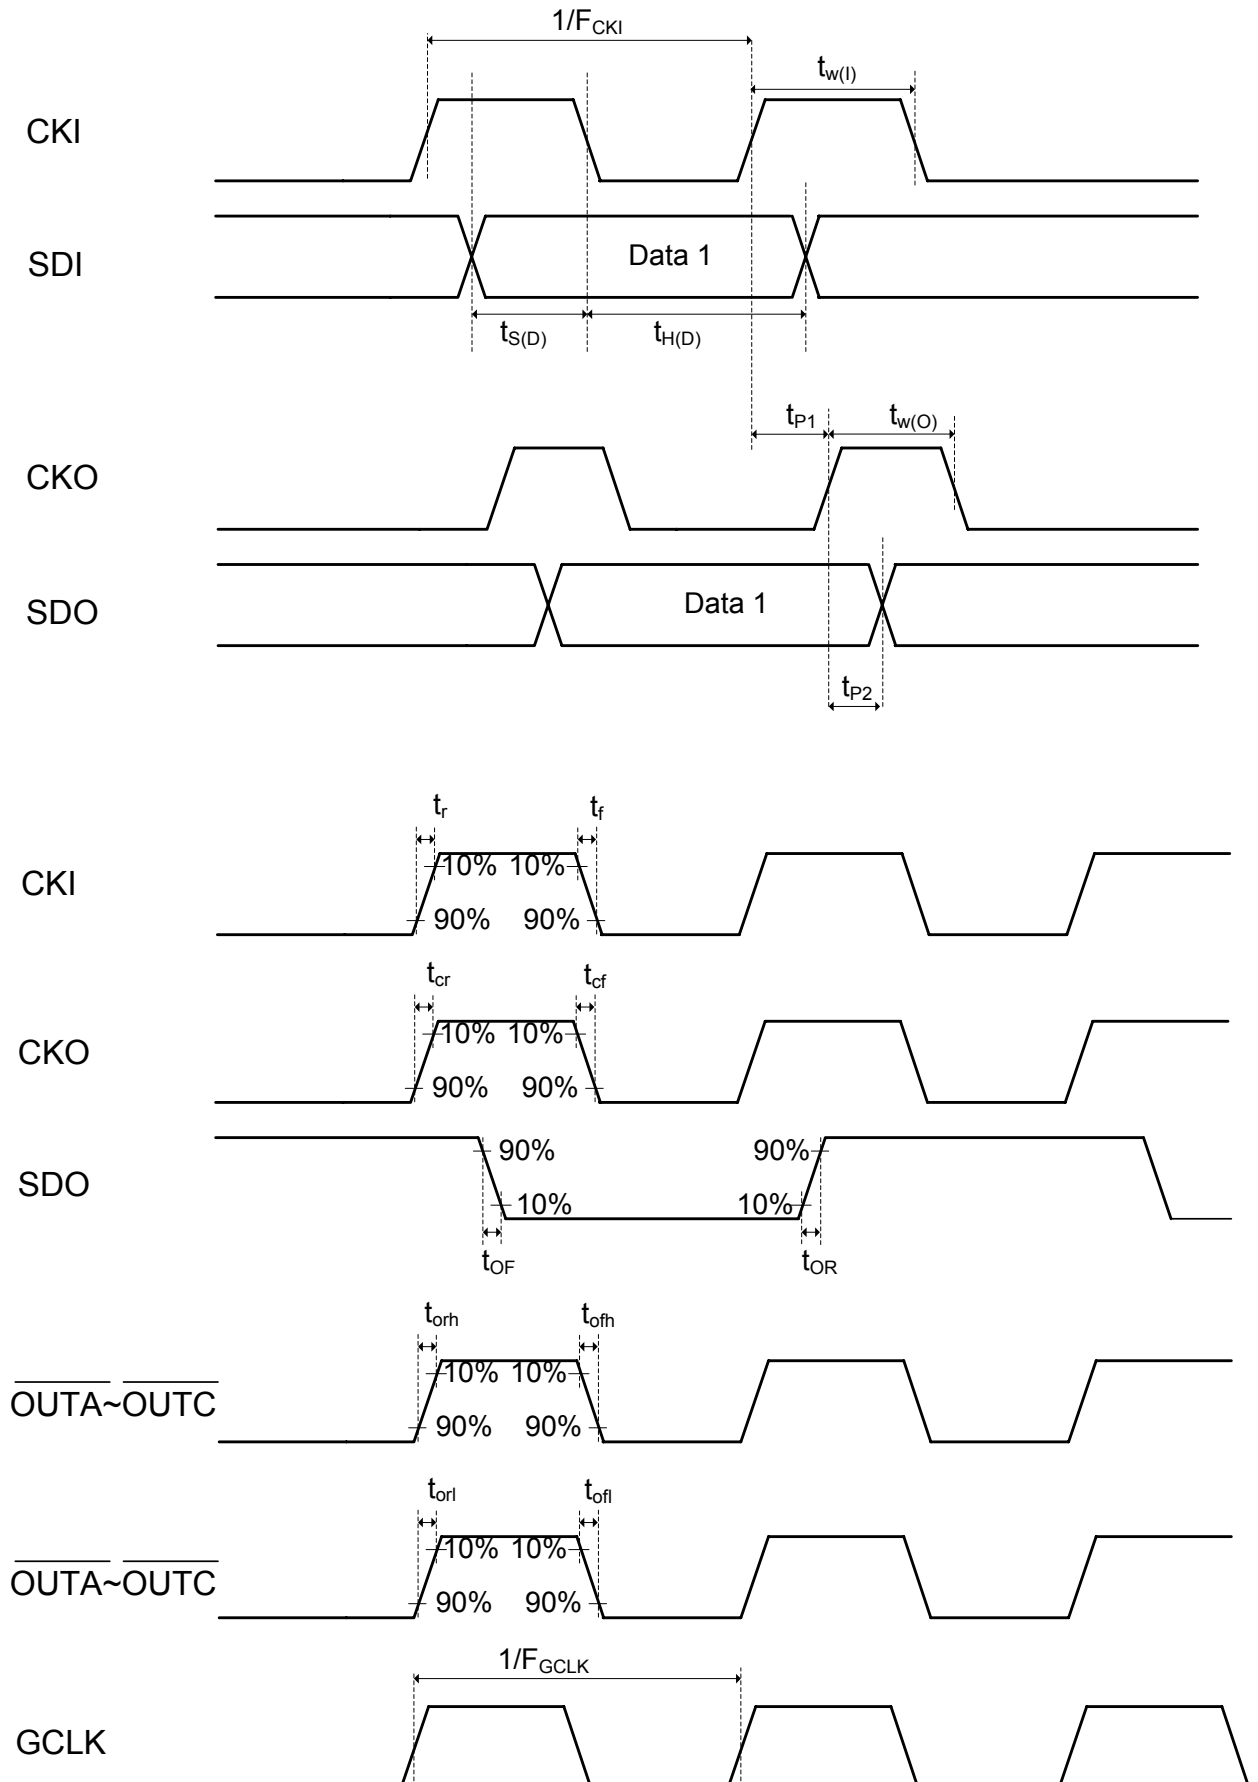 1/FCKI
tw(I)
CKI
SDI
Data 1
tS(D)
tH(D)
tP1
tw(O)
CKO
SDO
Data 1
tP2
tr
tf
CKI
10% 10%
90% 90%
tcr
tcf
CKO
10% 10%
90% 90%
SDO
90% 90%
10% 10%
tOF
tOR
torh
tofh
OUTA~OUTC
10% 10%
90% 90%
torl
tofl
OUTA~OUTC
10% 10%
90% 90%
1/FGCLK
GCLK